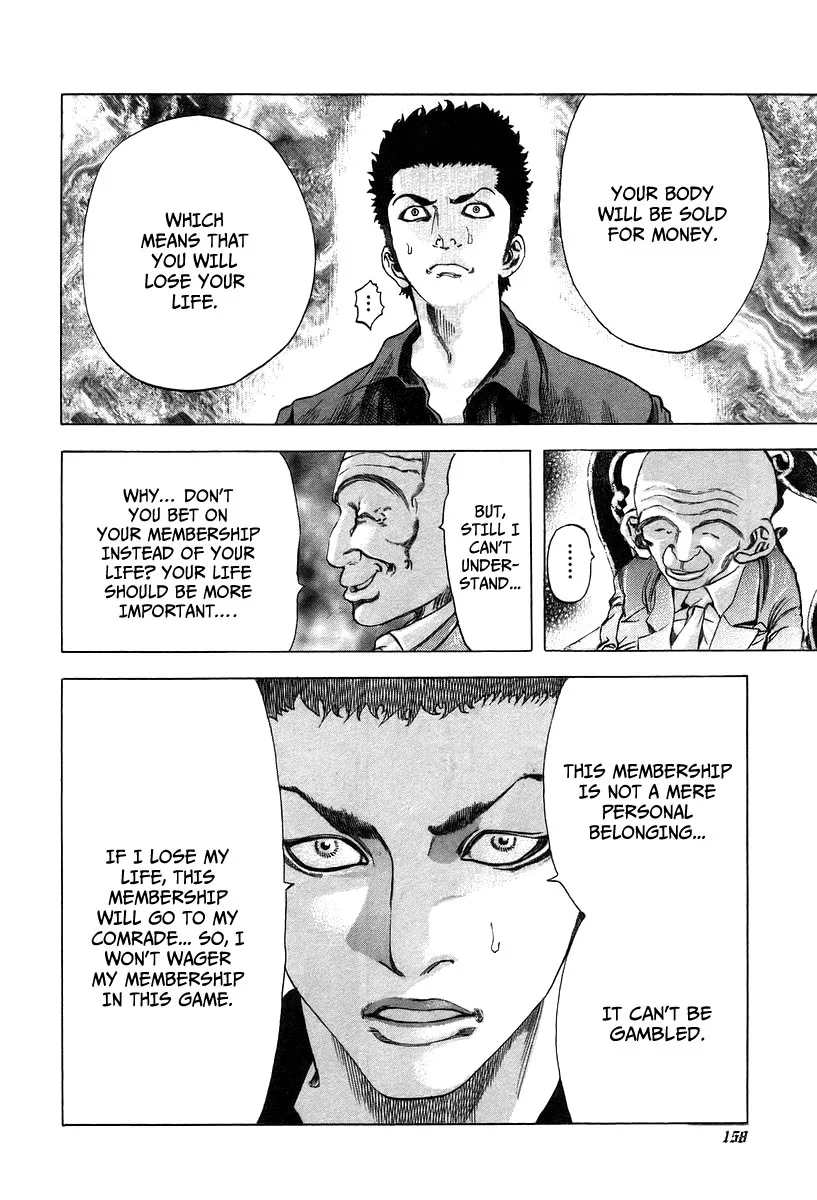 YOUR BODY
WILL BE SOLD
FOR MONEY.
...
WHICH
MEANS THAT
YOU WILL
LOSE YOUR
LIFE.
......
BUT,
STILL I
CAN'T
UNDER-
STAND...
WHY... DON'T
YOU BET ON
YOUR MEMBERSHIP
INSTEAD OF YOUR
LIFE? YOUR LIFE
SHOULD BE MORE
IMPORTANT....
THIS MEMBERSHIP
IS NOT A MERE
PERSONAL
BELONGING...
IT CAN'T BE
GAMBLED.
IF I LOSE MY
LIFE, THIS
MEMBERSHIP
WILL GO TO MY
COMRADE... SO, I
WON'T WAGER
MY MEMBERSHIP
IN THIS GAME.
158